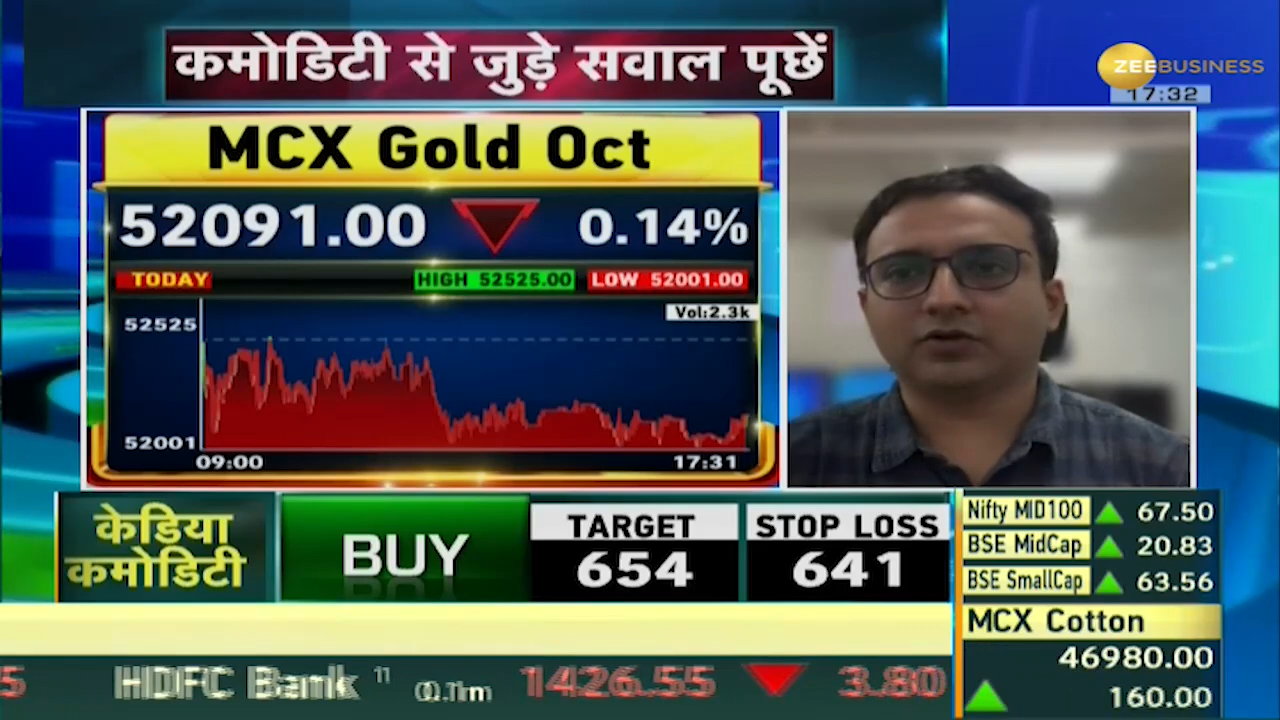 कमोडिटी से जुड़े सवाल पूछें
ZEEBUSINESS
17:32
MCX Gold Oct
52091.00 0.14%
TODAY HIGH 52525.00 LOW 52001.00
Vol:2.3k
52525
52001
09:00 17:31
केडिया
कमोडिटी
BUY
TARGET
654
STOP LOSS
641
Nifty MID100 67.50
BSE MidCap 20.83
BSE SmallCap 63.56
MCX Cotton
46980.00
160.00
5 HDFC Bank 11 0.1m 1426.55 3.80